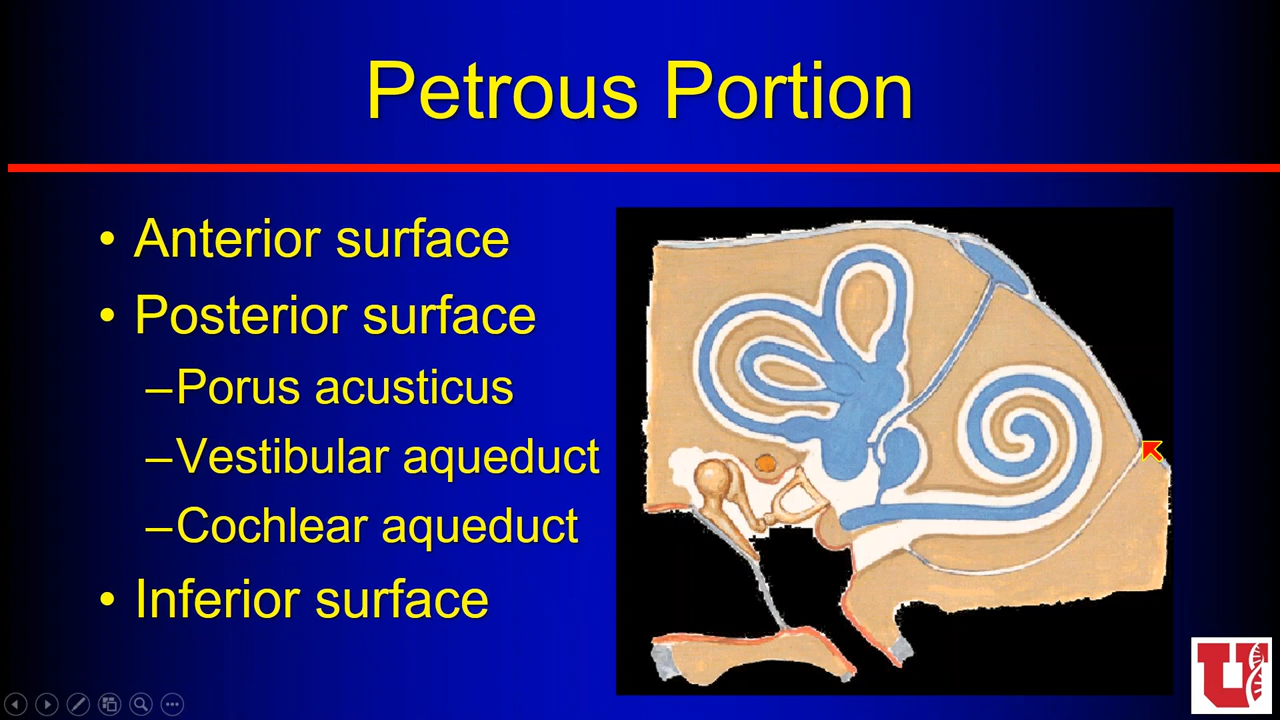 Petrous Portion
• Anterior surface
• Posterior surface
–Porus acusticus
–Vestibular aqueduct
–Cochlear aqueduct
• Inferior surface
U